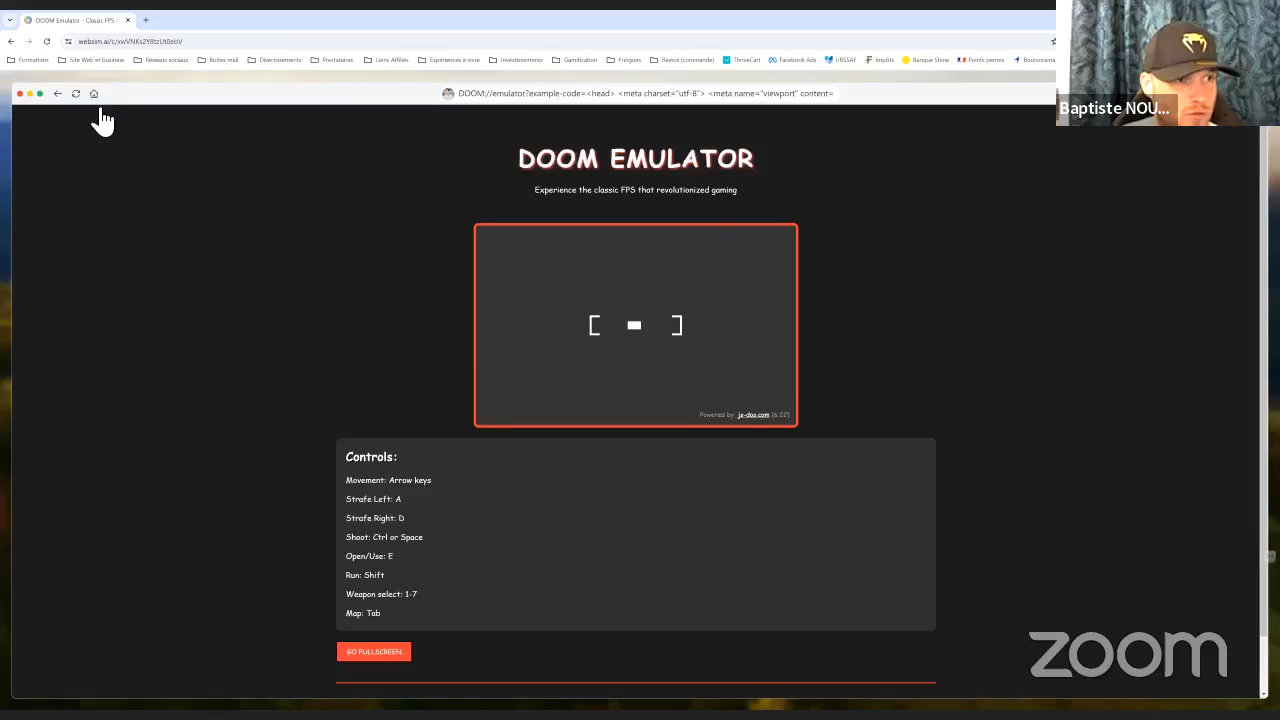 DOOM Emulator - Classic FPS
websim.ai/c/xwVNKs2Y8tzUt0ebV
Formations Site Web et business Réseaux sociaux Boites mail Divertissements Prestataires Liens Affiliés Expériences à vivre Investissements Gamification Fringues Reetos (commande) ThriveCart Facebook Ads URSSAF Impôts Banque Shine Points permis Boursorama
DOOM://emulator?example-code=<head> <meta charset="utf-8"> <meta name="viewport" content=
Baptiste NOU...
DOOM EMULATOR
Experience the classic FPS that revolutionized gaming
[ ]
Powered by js-dos.com (6.22)
Controls:
Movement: Arrow keys
Strafe Left: A
Strafe Right: D
Shoot: Ctrl or Space
Open/Use: E
Run: Shift
Weapon select: 1-7
Map: Tab
GO FULLSCREEN
zoom